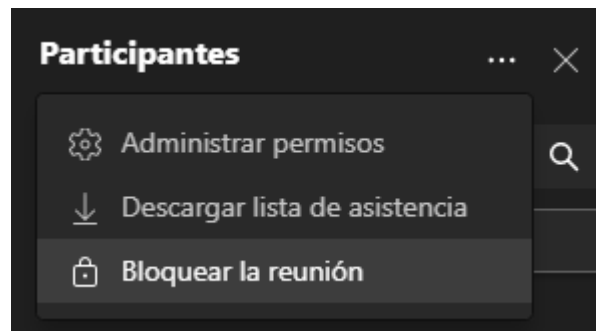 Participantes
Administrar permisos
Descargar lista de asistencia
Bloquear la reunión